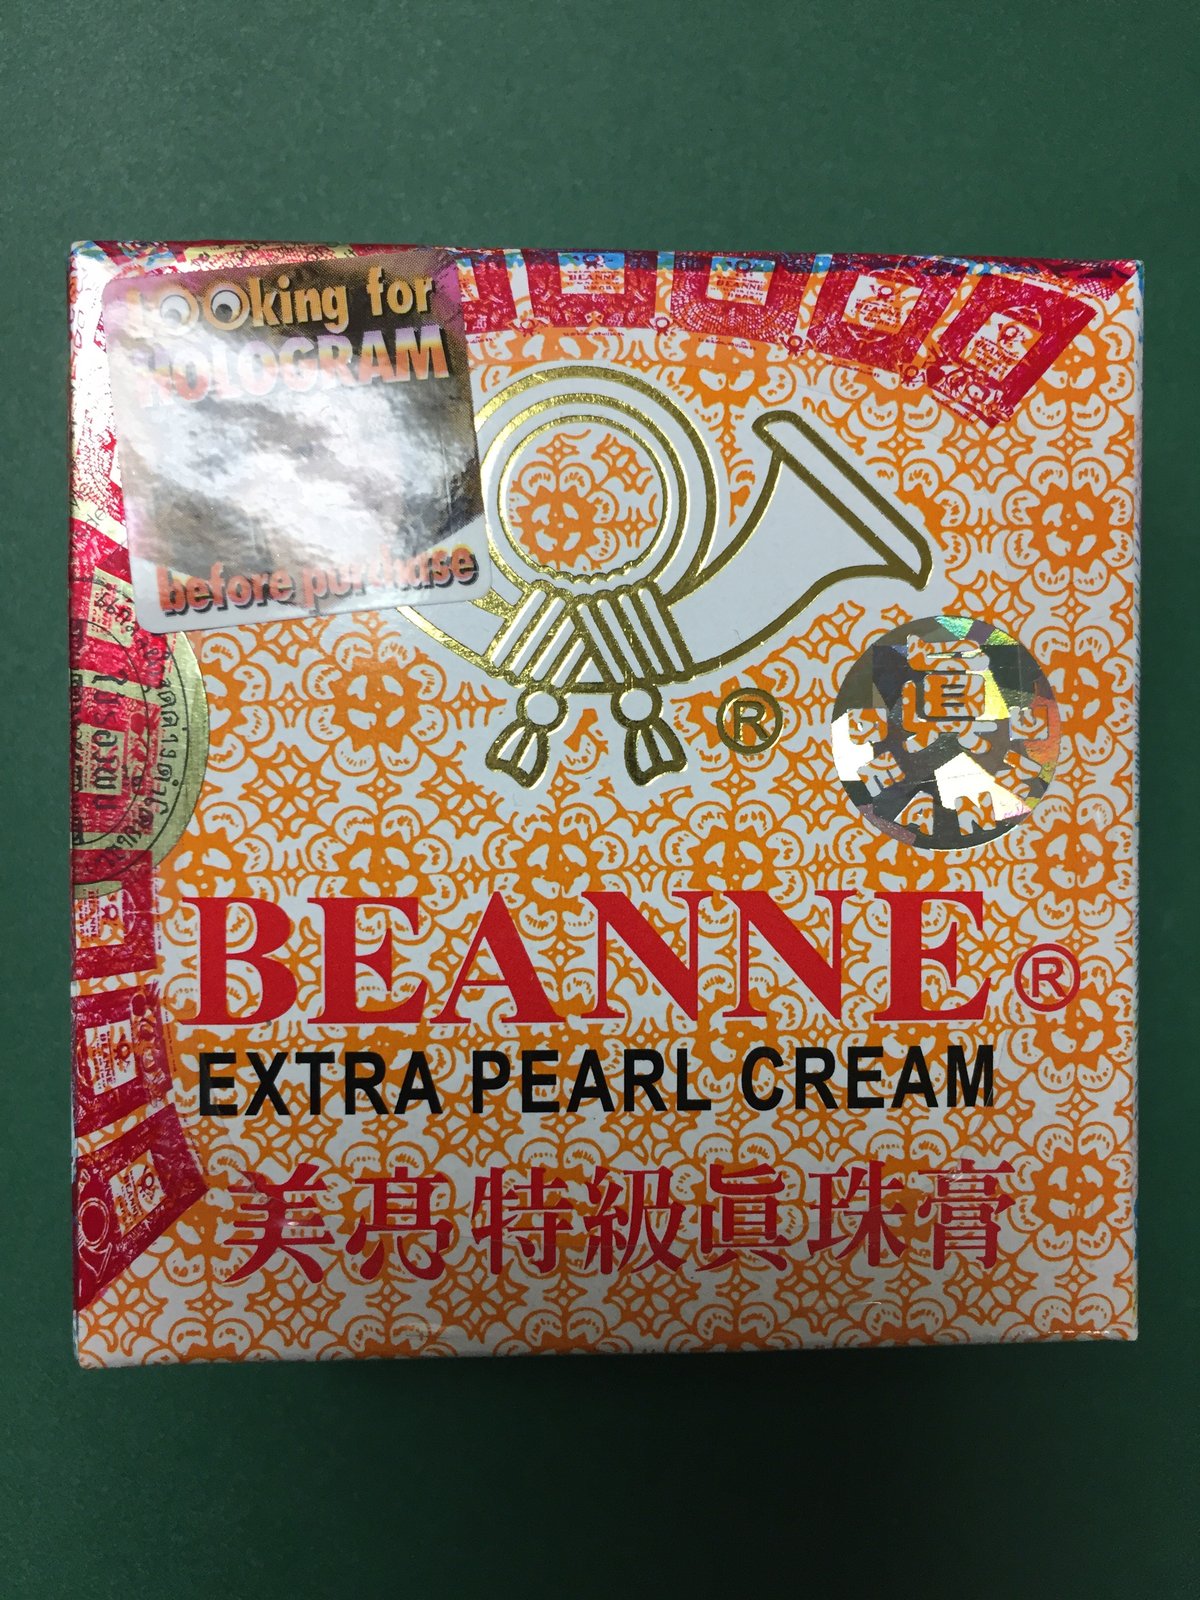 Looking for
HOLOGRAM
before purchase
®
BEANNE®
EXTRA PEARL CREAM
美亮特級眞珠膏